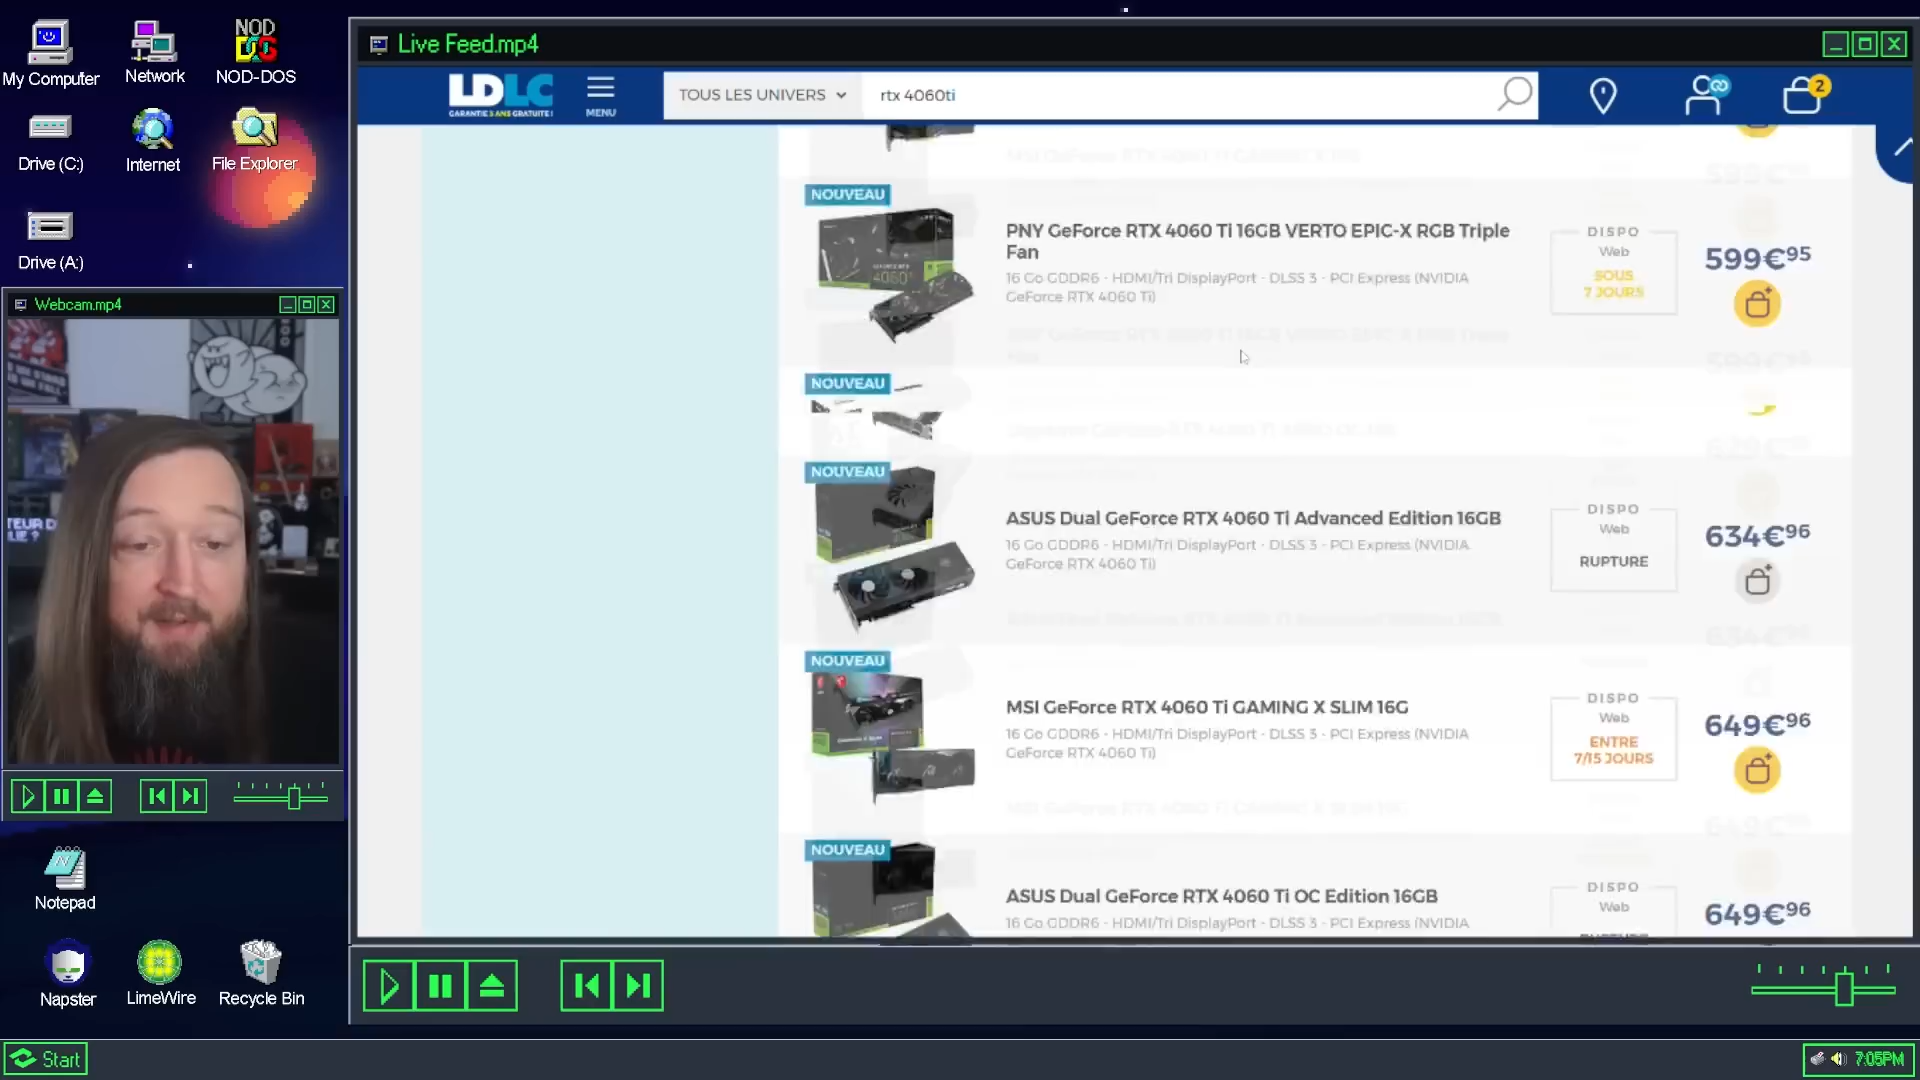 My Computer
Network
NOD
DOG
NOD-DOS
Drive (C:)
Internet
File Explorer
Drive (A:)
Webcam.mp4
TEUR D
Notepad
Napster
LimeWire
Recycle Bin
Start
Live Feed.mp4
LDLC
GARANTIE 3 ANS GRATUITE !
MENU
TOUS LES UNIVERS
rtx 4060ti
2
NOUVEAU
PNY GeForce RTX 4060 Ti 16GB VERTO EPIC-X RGB Triple
Fan
16 Go GDDR6 - HDMI/Tri DisplayPort - DLSS 3 - PCI Express (NVIDIA
GeForce RTX 4060 Ti)
DISPO
Web
SOUS
7 JOURS
599€95
NOUVEAU
NOUVEAU
ASUS Dual GeForce RTX 4060 Ti Advanced Edition 16GB
16 Go GDDR6 - HDMI/Tri DisplayPort - DLSS 3 - PCI Express (NVIDIA
GeForce RTX 4060 Ti)
DISPO
Web
RUPTURE
634€96
NOUVEAU
MSI GeForce RTX 4060 Ti GAMING X SLIM 16G
16 Go GDDR6 - HDMI/Tri DisplayPort - DLSS 3 - PCI Express (NVIDIA
GeForce RTX 4060 Ti)
DISPO
Web
ENTRE
7/15 JOURS
649€96
NOUVEAU
ASUS Dual GeForce RTX 4060 Ti OC Edition 16GB
16 Go GDDR6 - HDMI/Tri DisplayPort - DLSS 3 - PCI Express (NVIDIA
DISPO
Web
649€96
7:05PM